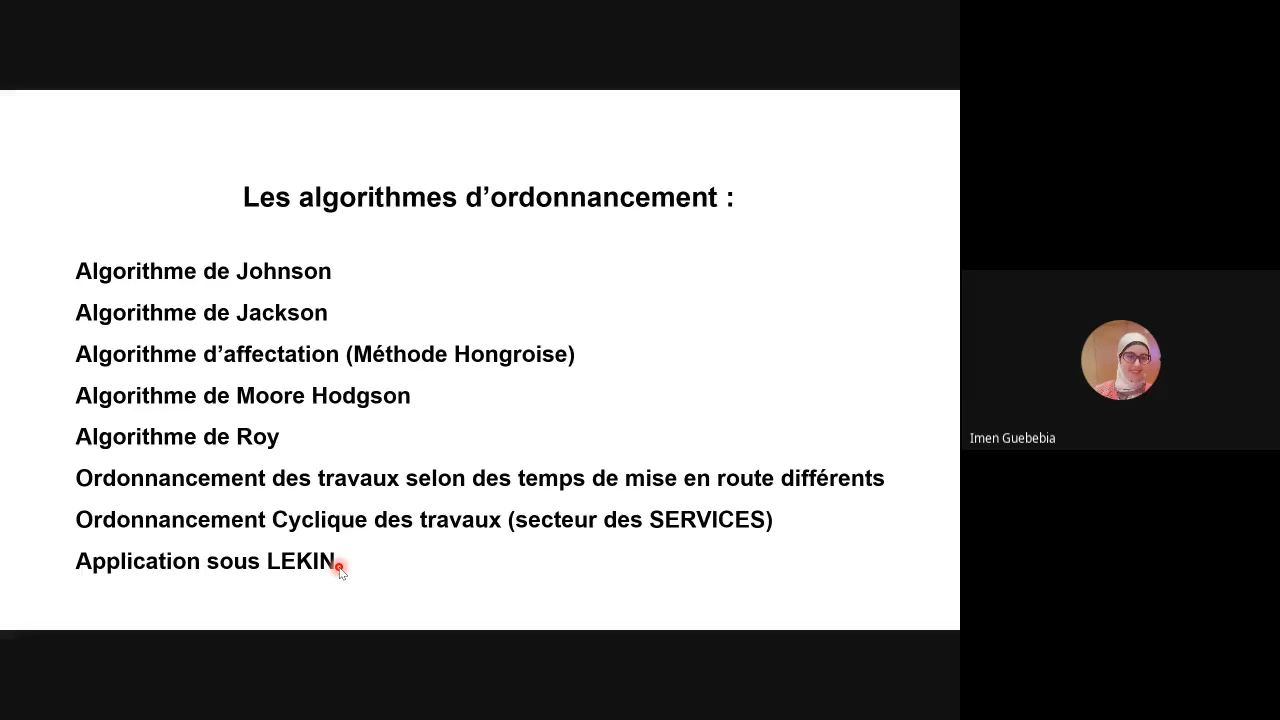 Les algorithmes d’ordonnancement :
Algorithme de Johnson
Algorithme de Jackson
Algorithme d’affectation (Méthode Hongroise)
Algorithme de Moore Hodgson
Algorithme de Roy
Ordonnancement des travaux selon des temps de mise en route différents
Ordonnancement Cyclique des travaux (secteur des SERVICES)
Application sous LEKIN
Imen Guebebia